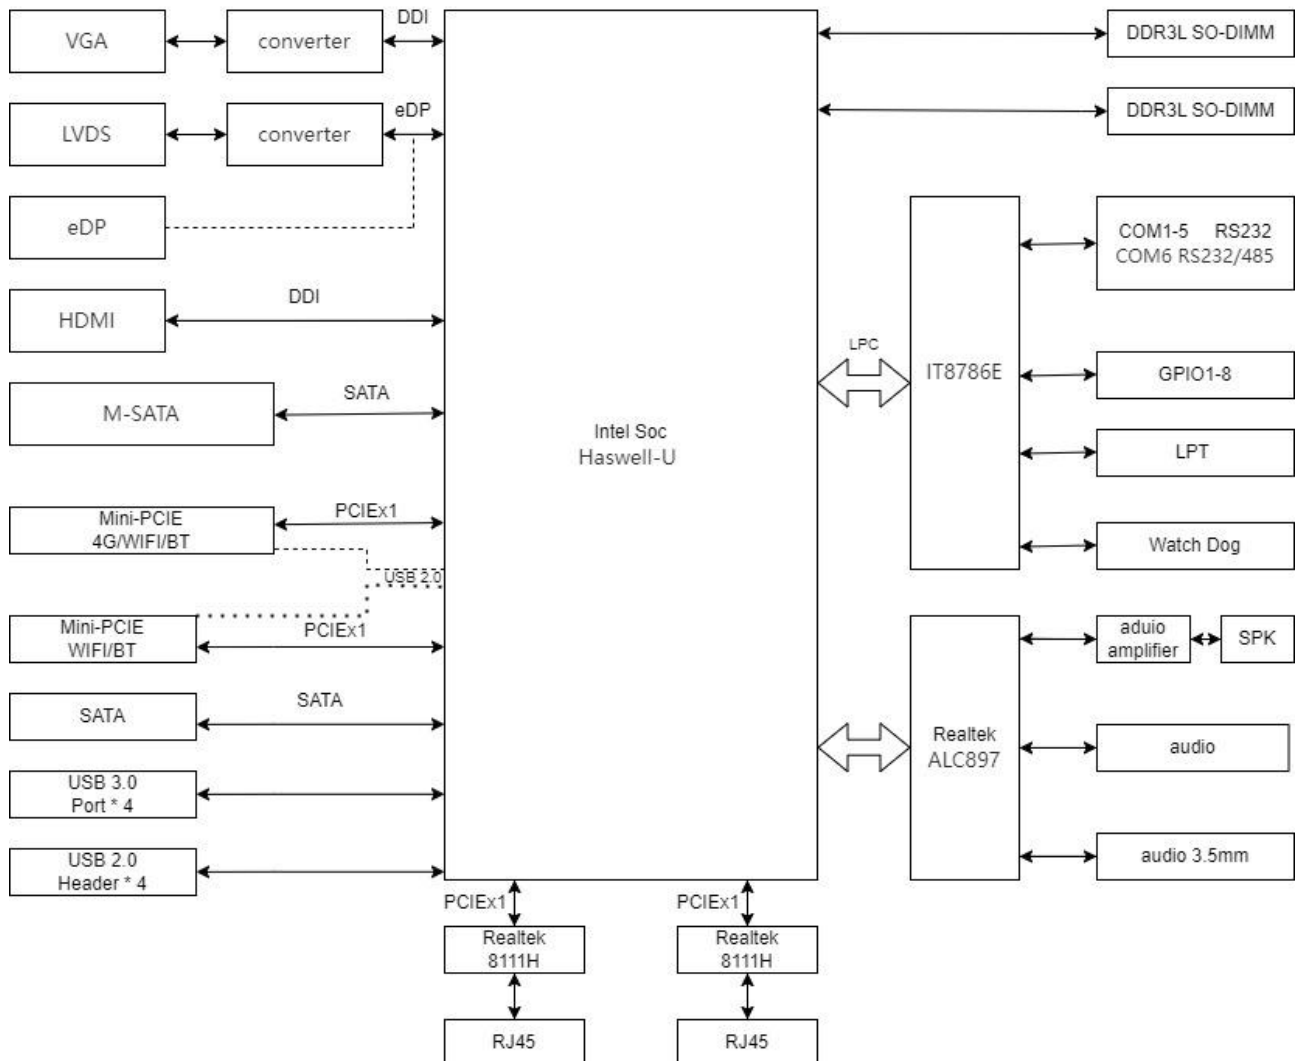 VGA
converter
DDI
LVDS
converter
eDP
eDP
HDMI
DDI
M-SATA
SATA
Mini-PCIE
4G/WIFI/BT
PCIEx1
USB 2.0
Mini-PCIE
WIFI/BT
PCIEx1
SATA
SATA
USB 3.0
Port * 4
USB 2.0
Header * 4
Intel Soc
Haswell-U
PCIEx1
Realtek
8111H
RJ45
PCIEx1
Realtek
8111H
RJ45
DDR3L SO-DIMM
DDR3L SO-DIMM
LPC
IT8786E
COM1-5 RS232
COM6 RS232/485
GPIO1-8
LPT
Watch Dog
Realtek
ALC897
aduio
amplifier
SPK
audio
audio 3.5mm